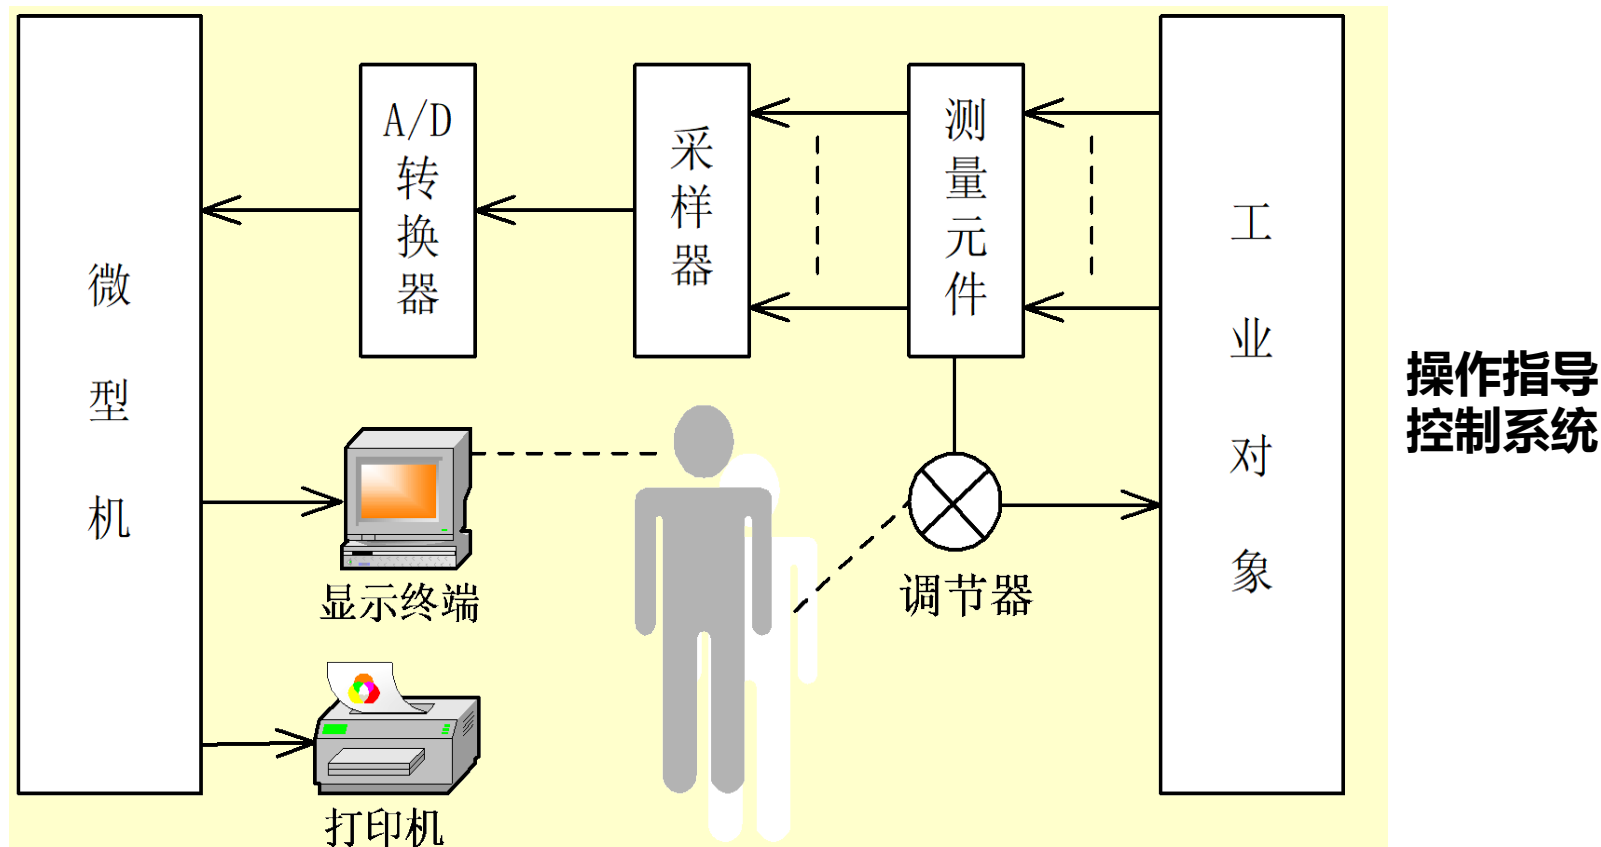 微型机
A/D转换器
采样器
测量元件
工业对象
显示终端
调节器
打印机
操作指导
控制系统